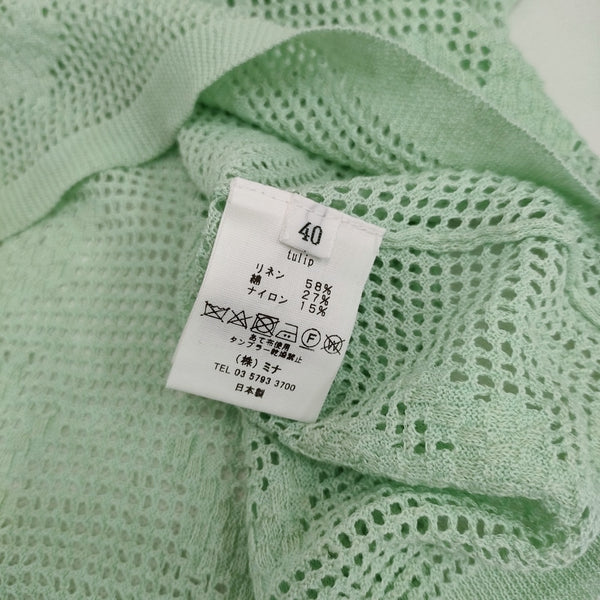 40
tulip
リネン 58%
綿 27%
ナイロン 15%
F W
あて布使用
タンブラー乾燥禁止
(株) ミナ
TEL 03 5793 3700
日本製